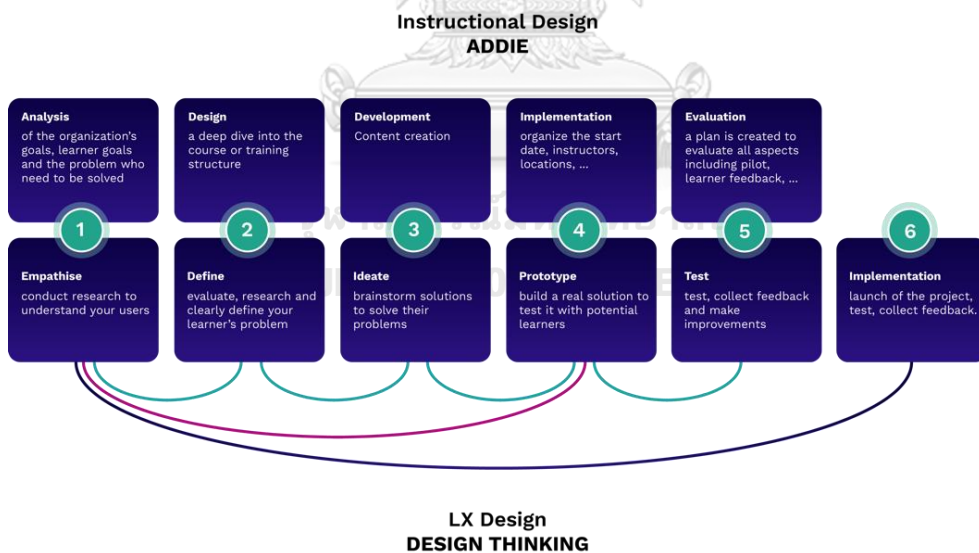 Instructional Design
ADDIE
Analysis
of the organization's
goals, learner goals
and the problem who
need to be solved
Design
a deep dive into the
course or training
structure
Development
Content creation
Implementation
organize the start
date, instructors,
locations, ...
Evaluation
a plan is created to
evaluate all aspects
including pilot,
learner feedback, ...
1
2
3
4
5
6
Empathise
conduct research to
understand your users
Define
evaluate, research and
clearly define your
learner's problem
Ideate
brainstorm solutions
to solve their
problems
Prototype
build a real solution to
test it with potential
learners
Test
test, collect feedback
and make
improvements
Implementation
launch of the project,
test, collect feedback.
LX Design
DESIGN THINKING